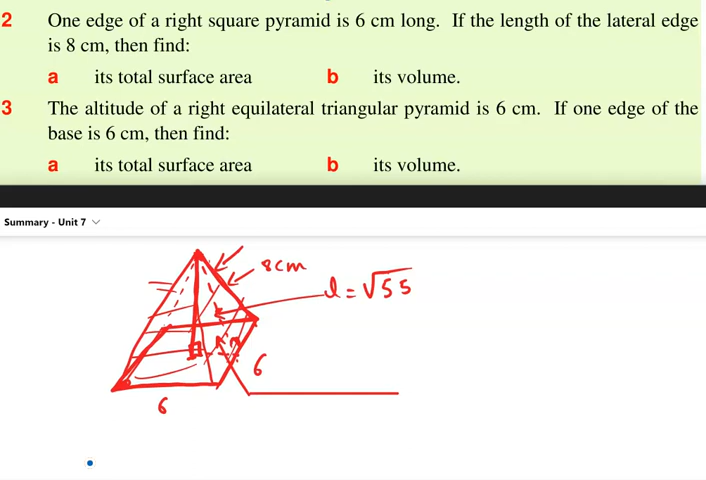 2 One edge of a right square pyramid is 6 cm long. If the length of the lateral edge
is 8 cm, then find:
a its total surface area b its volume.
3 The altitude of a right equilateral triangular pyramid is 6 cm. If one edge of the
base is 6 cm, then find:
a its total surface area b its volume.
Summary - Unit 7
8cm
l = √55
6
6